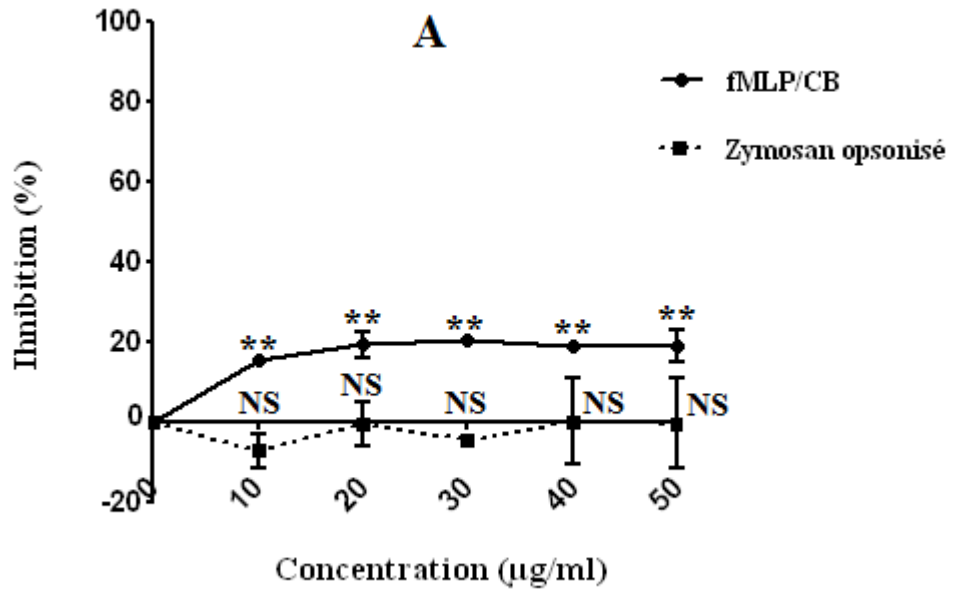 A
100
80
60
40
20
0
-20
Ihnibition (%)
fMLP/CB
Zymosan opsonisé
**
**
**
**
**
NS
NS
NS
NS
NS
0
10
20
30
40
50
Concentration (µg/ml)